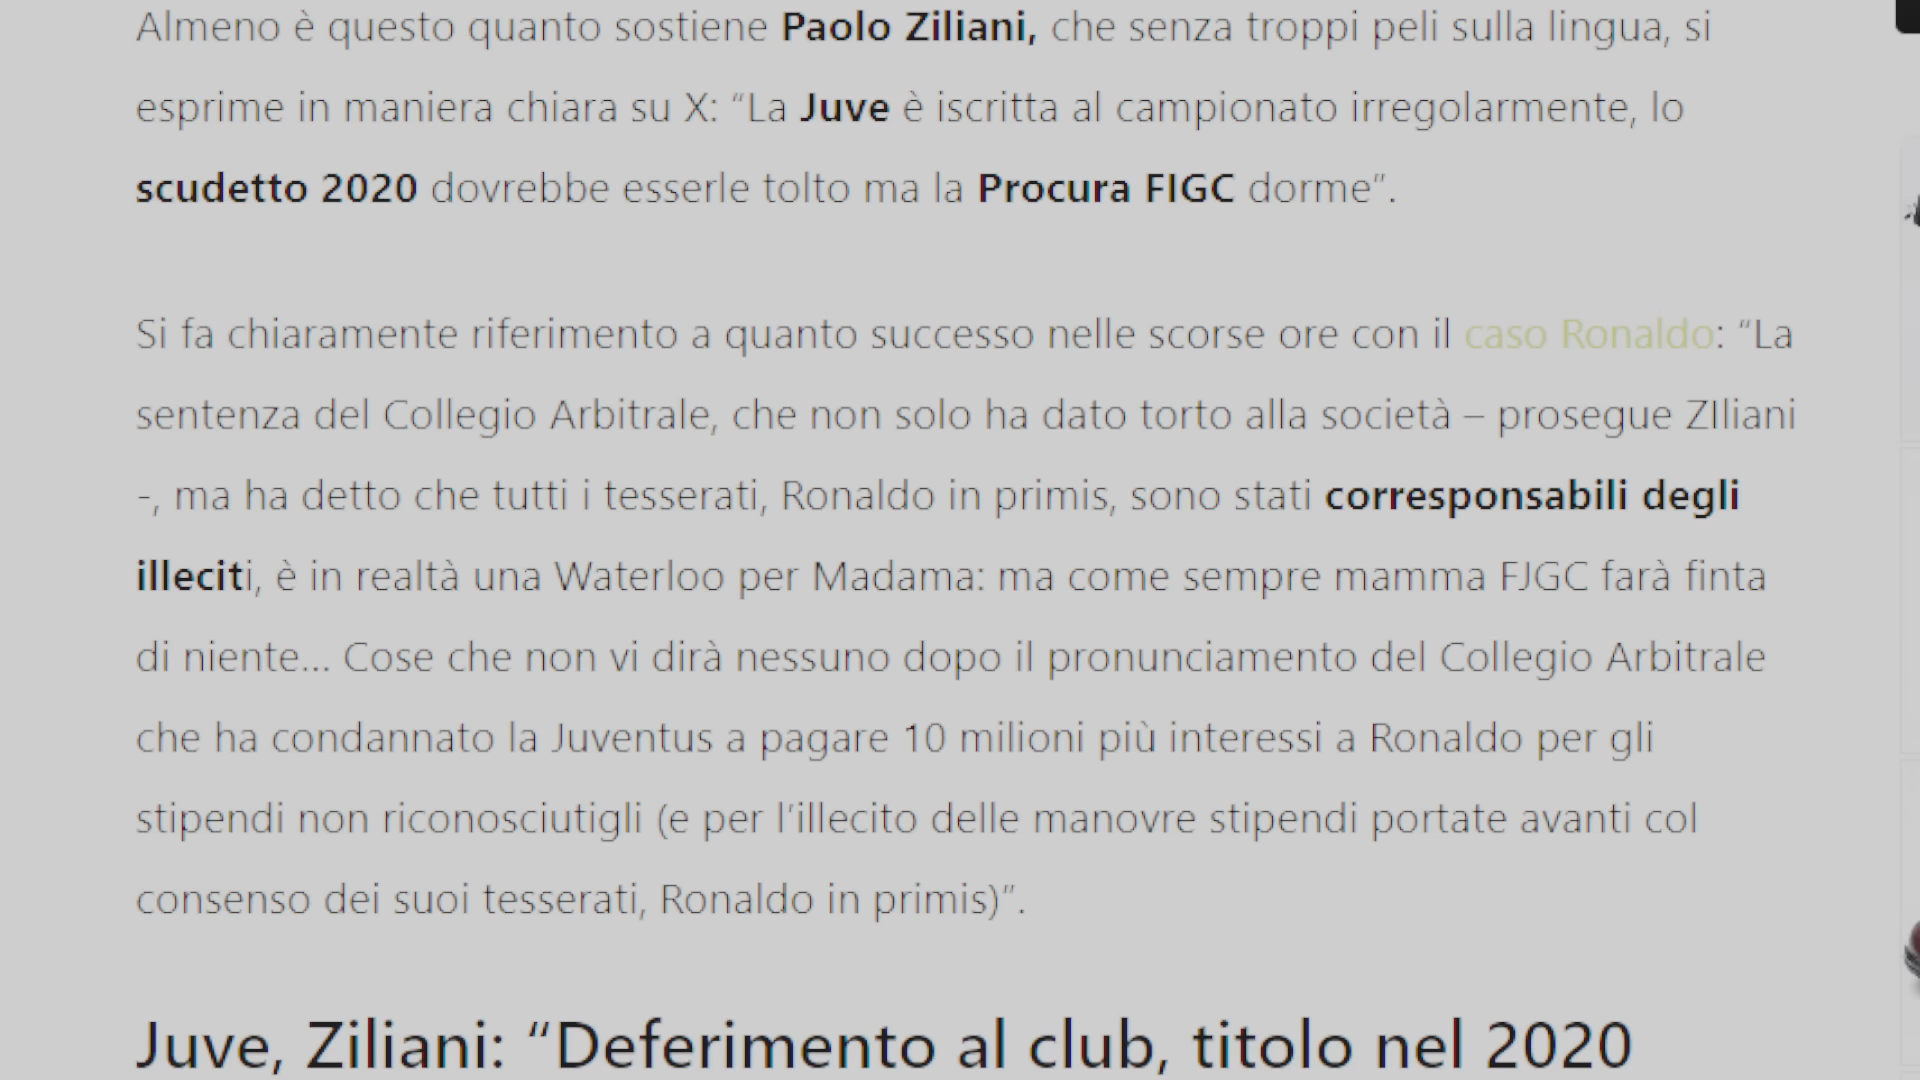 Almeno è questo quanto sostiene Paolo Ziliani, che senza troppi peli sulla lingua, si
esprime in maniera chiara su X: “La Juve è iscritta al campionato irregolarmente, lo
scudetto 2020 dovrebbe esserle tolto ma la Procura FIGC dorme”.
Si fa chiaramente riferimento a quanto successo nelle scorse ore con il caso Ronaldo: “La
sentenza del Collegio Arbitrale, che non solo ha dato torto alla società – prosegue ZIliani
-, ma ha detto che tutti i tesserati, Ronaldo in primis, sono stati corresponsabili degli
illeciti, è in realtà una Waterloo per Madama: ma come sempre mamma FJGC farà finta
di niente… Cose che non vi dirà nessuno dopo il pronunciamento del Collegio Arbitrale
che ha condannato la Juventus a pagare 10 milioni più interessi a Ronaldo per gli
stipendi non riconosciutigli (e per l’illecito delle manovre stipendi portate avanti col
consenso dei suoi tesserati, Ronaldo in primis)”.
Juve, Ziliani: “Deferimento al club, titolo nel 2020